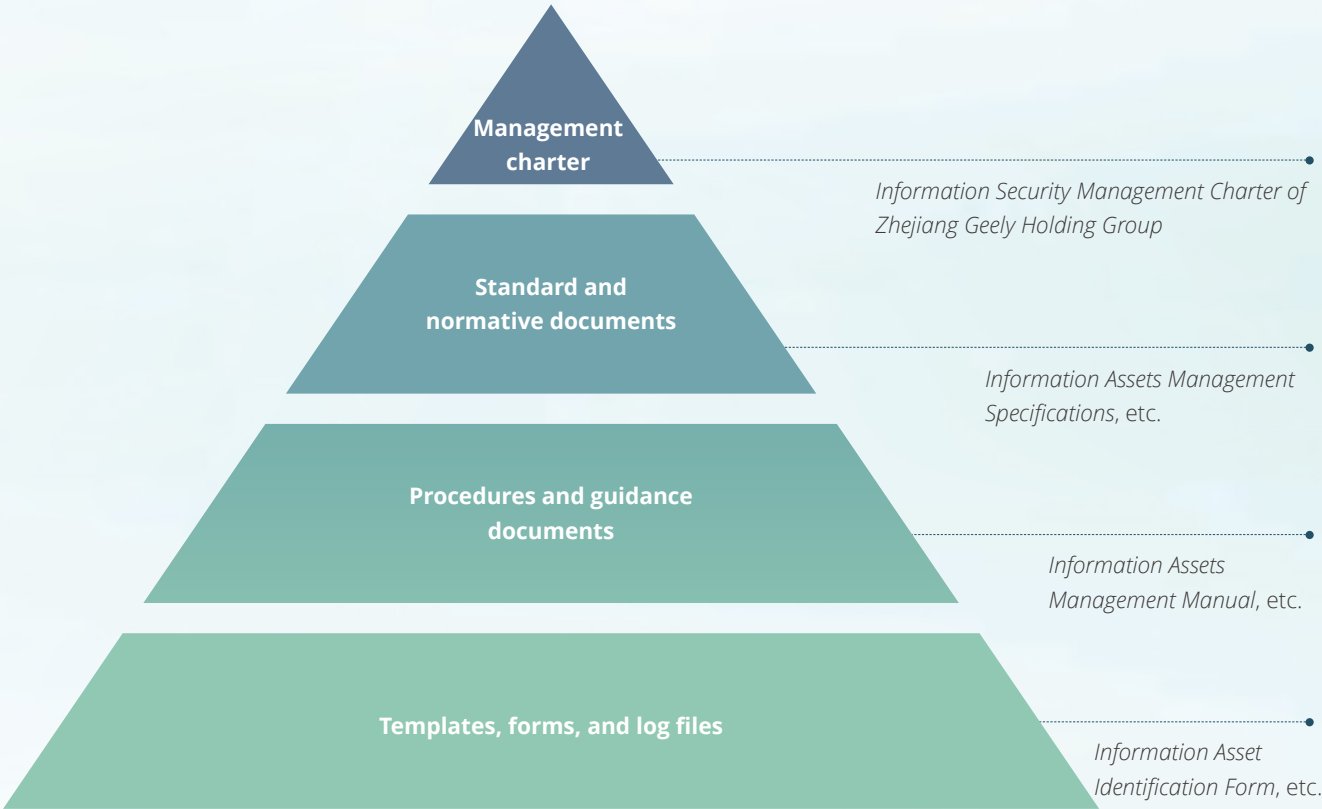 Management
charter
Information Security Management Charter of
Zhejiang Geely Holding Group
Standard and
normative documents
Information Assets Management
Specifications, etc.
Procedures and guidance
documents
Information Assets
Management Manual, etc.
Templates, forms, and log files
Information Asset
Identification Form, etc.